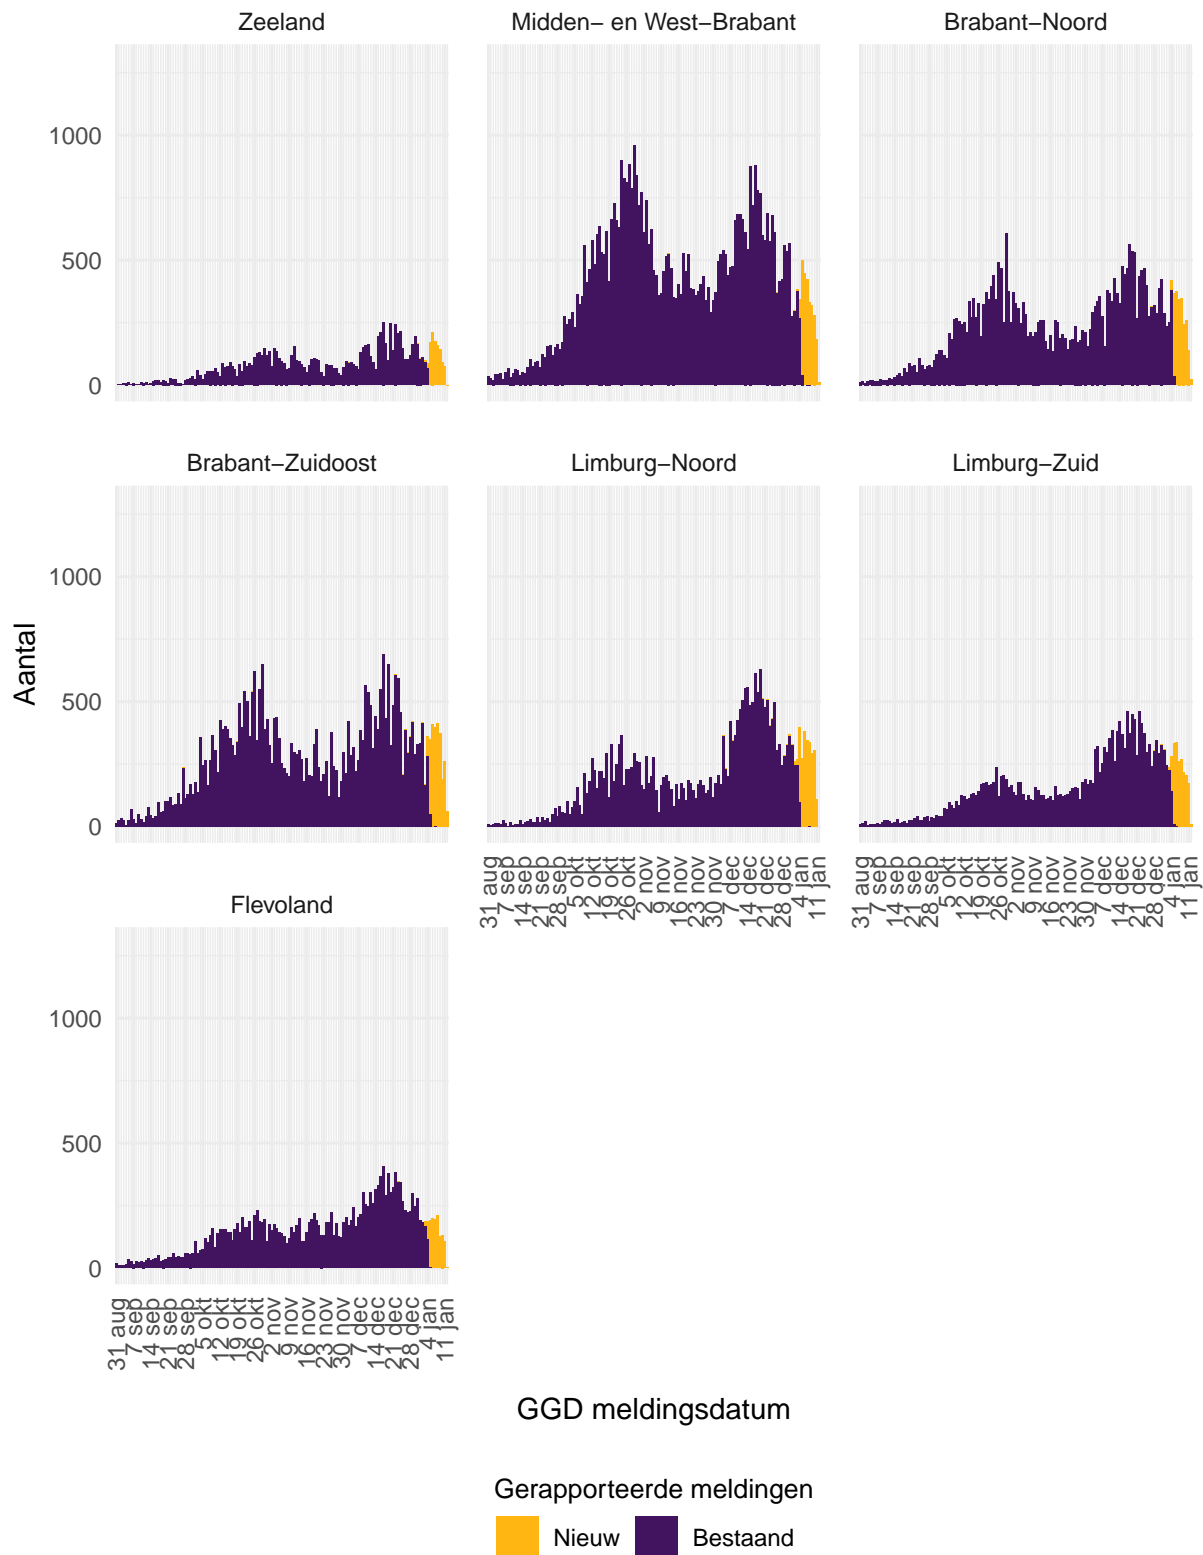 Zeeland
Midden− en West−Brabant
Brabant−Noord
1000
500
0
Brabant−Zuidoost
Limburg−Noord
Limburg−Zuid
1000
500
0
31 aug
7 sep
14 sep
21 sep
28 sep
5 okt
12 okt
19 okt
26 okt
2 nov
9 nov
16 nov
23 nov
30 nov
7 dec
14 dec
21 dec
28 dec
4 jan
11 jan
31 aug
7 sep
14 sep
21 sep
28 sep
5 okt
12 okt
19 okt
26 okt
2 nov
9 nov
16 nov
23 nov
30 nov
7 dec
14 dec
21 dec
28 dec
4 jan
11 jan
Flevoland
1000
500
0
31 aug
7 sep
14 sep
21 sep
28 sep
5 okt
12 okt
19 okt
26 okt
2 nov
9 nov
16 nov
23 nov
30 nov
7 dec
14 dec
21 dec
28 dec
4 jan
11 jan
Aantal
GGD meldingsdatum
Gerapporteerde meldingen
Nieuw
Bestaand